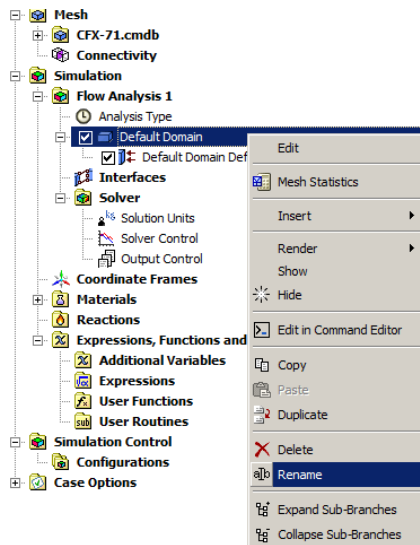 Mesh
CFX-71.cmdb
Connectivity
Simulation
Flow Analysis 1
Analysis Type
Default Domain
Default Domain Def
Interfaces
Solver
Solution Units
Solver Control
Output Control
Coordinate Frames
Materials
Reactions
Expressions, Functions and
Additional Variables
Expressions
User Functions
User Routines
Simulation Control
Configurations
Case Options
Edit
Mesh Statistics
Insert
Render
Show
Hide
Edit in Command Editor
Copy
Paste
Duplicate
Delete
Rename
Expand Sub-Branches
Collapse Sub-Branches